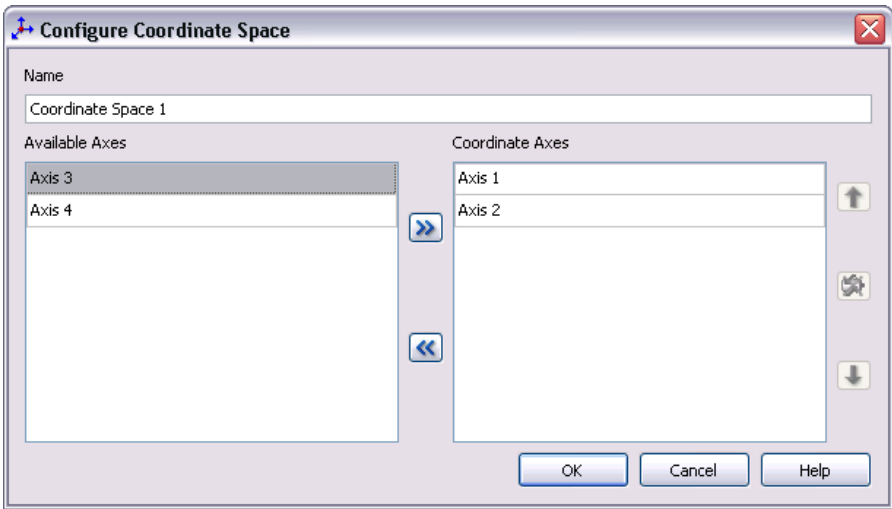 Configure Coordinate Space
Name
Coordinate Space 1
Available Axes
Coordinate Axes
Axis 3
Axis 1
Axis 4
Axis 2
OK
Cancel
Help